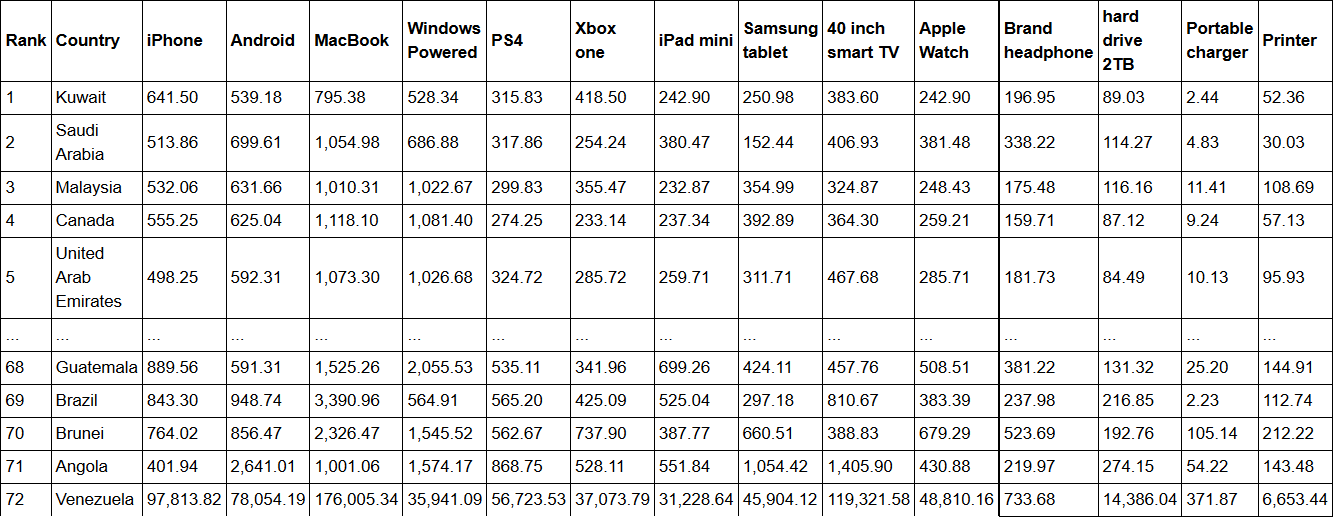 Rank Country iPhone Android MacBook Windows Powered PS4 Xbox one iPad mini Samsung tablet 40 inch smart TV Apple Watch Brand headphone hard drive 2TB Portable charger Printer
1 Kuwait 641.50 539.18 795.38 528.34 315.83 418.50 242.90 250.98 383.60 242.90 196.95 89.03 2.44 52.36
2 Saudi Arabia 513.86 699.61 1,054.98 686.88 317.86 254.24 380.47 152.44 406.93 381.48 338.22 114.27 4.83 30.03
3 Malaysia 532.06 631.66 1,010.31 1,022.67 299.83 355.47 232.87 354.99 324.87 248.43 175.48 116.16 11.41 108.69
4 Canada 555.25 625.04 1,118.10 1,081.40 274.25 233.14 237.34 392.89 364.30 259.21 159.71 87.12 9.24 57.13
5 United Arab Emirates 498.25 592.31 1,073.30 1,026.68 324.72 285.72 259.71 311.71 467.68 285.71 181.73 84.49 10.13 95.93
... ... ... ... ... ... ... ... ... ... ... ... ... ... ... ...
68 Guatemala 889.56 591.31 1,525.26 2,055.53 535.11 341.96 699.26 424.11 457.76 508.51 381.22 131.32 25.20 144.91
69 Brazil 843.30 948.74 3,390.96 564.91 565.20 425.09 525.04 297.18 810.67 383.39 237.98 216.85 2.23 112.74
70 Brunei 764.02 856.47 2,326.47 1,545.52 562.67 737.90 387.77 660.51 388.83 679.29 523.69 192.76 105.14 212.22
71 Angola 401.94 2,641.01 1,001.06 1,574.17 868.75 528.11 551.84 1,054.42 1,405.90 430.88 219.97 274.15 54.22 143.48
72 Venezuela 97,813.82 78,054.19 176,005.34 35,941.09 56,723.53 37,073.79 31,228.64 45,904.12 119,321.58 48,810.16 733.68 14,386.04 371.87 6,653.44